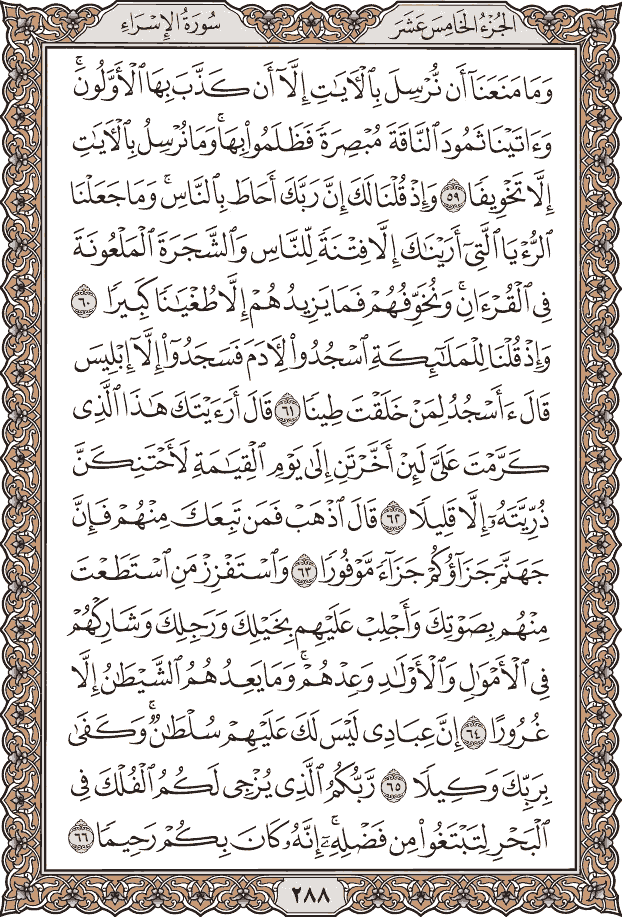 الجُزْءُ الخَامِسَ عَشَرَ
سُورَةُ الإِسْرَاءِ
وَمَا مَنَعَنَآ أَن نُّرْسِلَ بِٱلْأٓيَٰتِ إِلَّآ أَن كَذَّبَ بِهَا ٱلْأَوَّلُونَۚ
وَءَاتَيْنَا ثَمُودَ ٱلنَّاقَةَ مُبْصِرَةً فَظَلَمُوا۟ بِهَاۚ وَمَا نُرْسِلُ بِٱلْأٓيَٰتِ
إِلَّا تَخْوِيفًا ٥٩ وَإِذْ قُلْنَا لَكَ إِنَّ رَبَّكَ أَحَاطَ بِٱلنَّاسِۚ وَمَا جَعَلْنَا
ٱلرُّءْيَا ٱلَّتِىٓ أَرَيْنَٰكَ إِلَّا فِتْنَةً لِّلنَّاسِ وَٱلشَّجَرَةَ ٱلْمَلْعُونَةَ
فِى ٱلْقُرْءَانِۚ وَنُخَوِّفُهُمْ فَمَا يَزِيدُهُمْ إِلَّا طُغْيَٰنًا كَبِيرًا ٦٠
وَإِذْ قُلْنَا لِلْمَلَٰٓئِكَةِ ٱسْجُدُوا۟ لِأٓدَمَ فَسَجَدُوٓا۟ إِلَّآ إِبْلِيسَ
قَالَ ءَأَسْجُدُ لِمَنْ خَلَقْتَ طِينًا ٦١ قَالَ أَرَءَيْتَكَ هَٰذَا ٱلَّذِى
كَرَّمْتَ عَلَىَّ لَئِنْ أَخَّرْتَنِ إِلَىٰ يَوْمِ ٱلْقِيَٰمَةِ لَأَحْتَنِكَنَّ
ذُرِّيَّتَهُۥٓ إِلَّا قَلِيلًا ٦٢ قَالَ ٱذْهَبْ فَمَن تَبِعَكَ مِنْهُمْ فَإِنَّ
جَهَنَّمَ جَزَآؤُكُمْ جَزَآءً مَّوْفُورًا ٦٣ وَٱسْتَفْزِزْ مَنِ ٱسْتَطَعْتَ
مِنْهُم بِصَوْتِكَ وَأَجْلِبْ عَلَيْهِم بِخَيْلِكَ وَرَجِلِكَ وَشَارِكْهُمْ
فِى ٱلْأَمْوَٰلِ وَٱلْأَوْلَٰدِ وَعِدْهُمْۚ وَمَا يَعِدُهُمُ ٱلشَّيْطَٰنُ إِلَّا
غُرُورًا ٦٤ إِنَّ عِبَادِى لَيْسَ لَكَ عَلَيْهِمْ سُلْطَٰنٌۚ وَكَفَىٰ
بِرَبِّكَ وَكِيلًا ٦٥ رَّبُّكُمُ ٱلَّذِى يُزْجِى لَكُمُ ٱلْفُلْكَ فِى
ٱلْبَحْرِ لِتَبْتَغُوا۟ مِن فَضْلِهِۦٓۚ إِنَّهُۥ كَانَ بِكُمْ رَحِيمًا ٦٦
٢٨٨